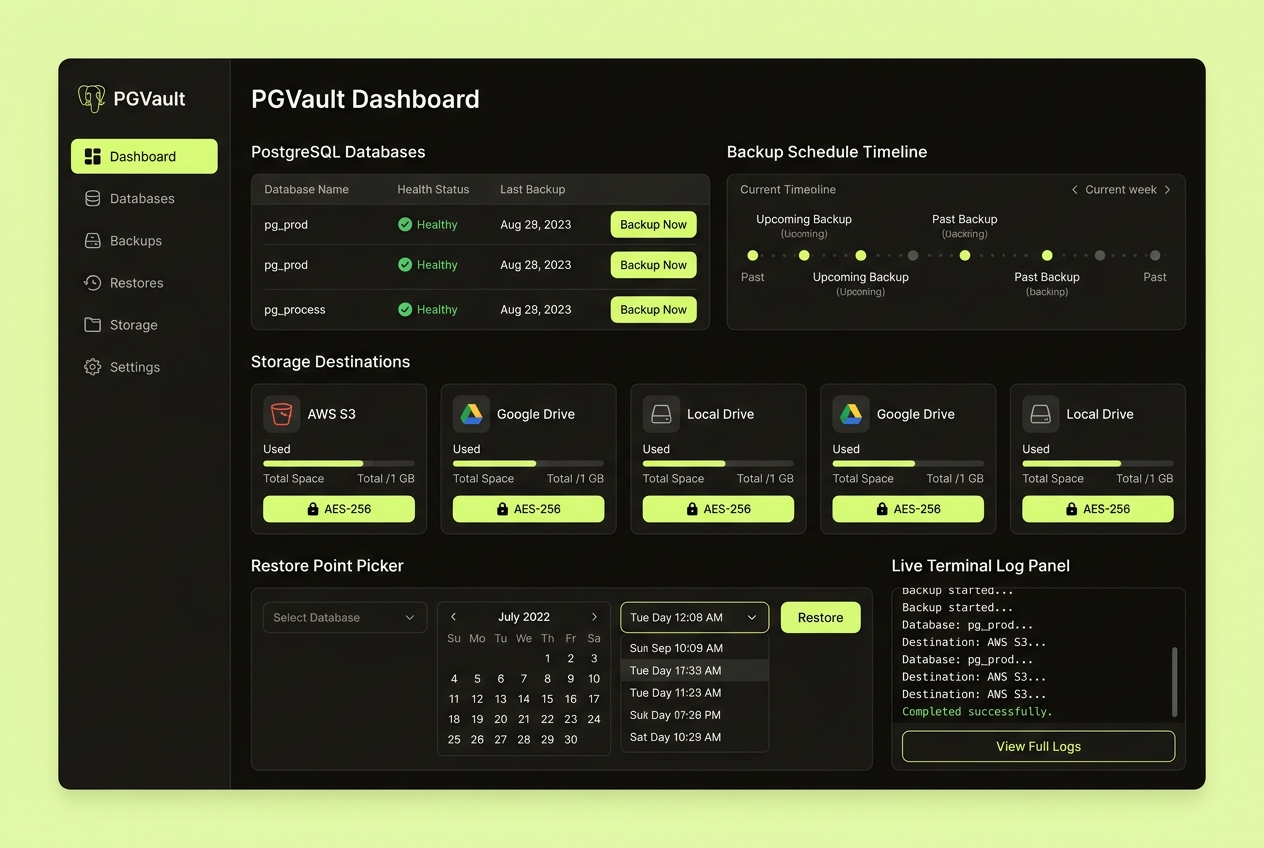 PGVault
Dashboard
Databases
Backups
Restores
Storage
Settings
PGVault Dashboard
PostgreSQL Databases
Database Name Health Status Last Backup
pg_prod Healthy Aug 28, 2023 Backup Now
pg_prod Healthy Aug 28, 2023 Backup Now
pg_process Healthy Aug 28, 2023 Backup Now
Backup Schedule Timeline
Current Timeoline Current week
Upcoming Backup Past Backup
Past Upcoming Backup Past Backup Past
(Upconing) (backinp)
Storage Destinations
AWS S3
Used
Total Space Total /1 GB
AES-256
Google Drive
Used
Total Space Total /1 GB
AES-256
Local Drive
Used
Total Space Total /1 GB
AES-256
Google Drive
Used
Total Space Total /1 GB
AES-256
Local Drive
Used
Total Space Total /1 GB
AES-256
Restore Point Picker
Select Database
July 2022
Su Mo Tu We Th Fr Sa
1 2 3
4 5 6 7 8 9 10
11 12 13 14 15 16 17
18 19 20 21 22 23 24
25 26 27 28 29 30
Tue Day 12:08 AM
Sun Sep 10:09 AM
Tue Day 17:33 AM
Tue Day 11:23 AM
Suk Day 07:26 PM
Sat Day 10:29 AM
Restore
Live Terminal Log Panel
Backup started...
Backup started...
Database: pg_prod...
Destination: AWS S3...
Database: pg_prod...
Destination: AWS S3...
Destination: AWS S3...
Completed successfully.
View Full Logs